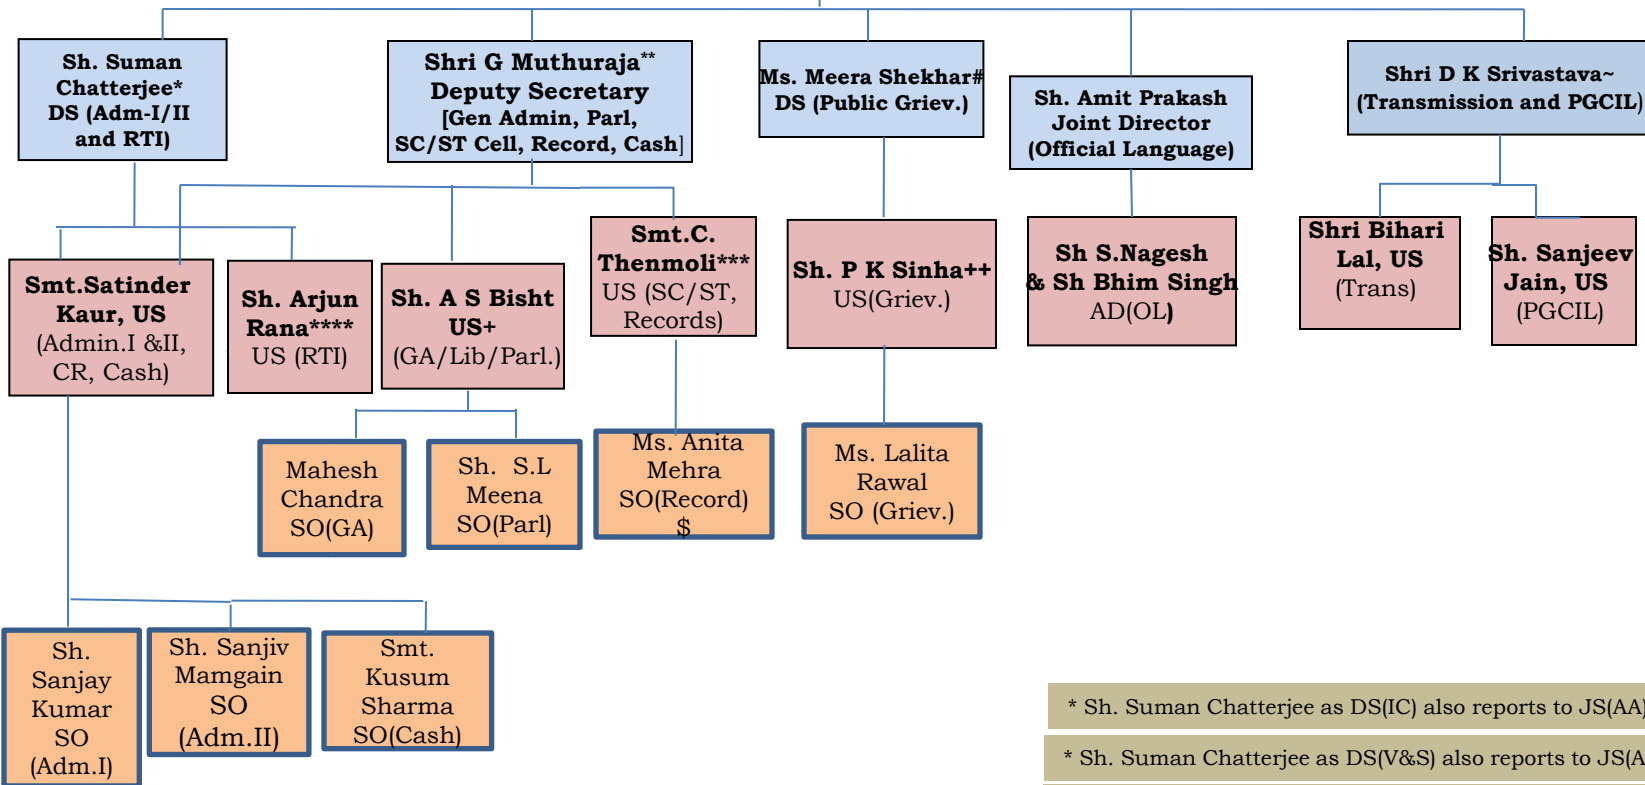 Sh. Suman
Chatterjee*
DS (Adm-I/II
and RTI)
Shri G Muthuraja**
Deputy Secretary
[Gen Admin, Parl,
SC/ST Cell, Record, Cash]
Ms. Meera Shekhar#
DS (Public Griev.)
Sh. Amit Prakash
Joint Director
(Official Language)
Shri D K Srivastava~
(Transmission and PGCIL)
Smt.Satinder
Kaur, US
(Admin.I &II,
CR, Cash)
Sh. Arjun
Rana****
US (RTI)
Sh. A S Bisht
US+
(GA/Lib/Parl.)
Smt.C.
Thenmoli***
US (SC/ST,
Records)
Sh. P K Sinha++
US(Griev.)
Sh S.Nagesh
& Sh Bhim Singh
AD(OL)
Shri Bihari
Lal, US
(Trans)
Sh. Sanjeev
Jain, US
(PGCIL)
Mahesh
Chandra
SO(GA)
Sh. S.L
Meena
SO(Parl)
Ms. Anita
Mehra
SO(Record)
$
Ms. Lalita
Rawal
SO (Griev.)
Sh.
Sanjay
Kumar
SO
(Adm.I)
Sh. Sanjiv
Mamgain
SO
(Adm.II)
Smt.
Kusum
Sharma
SO(Cash)
* Sh. Suman Chatterjee as DS(IC) also reports to JS(AA)
* Sh. Suman Chatterjee as DS(V&S) also reports to JS(A